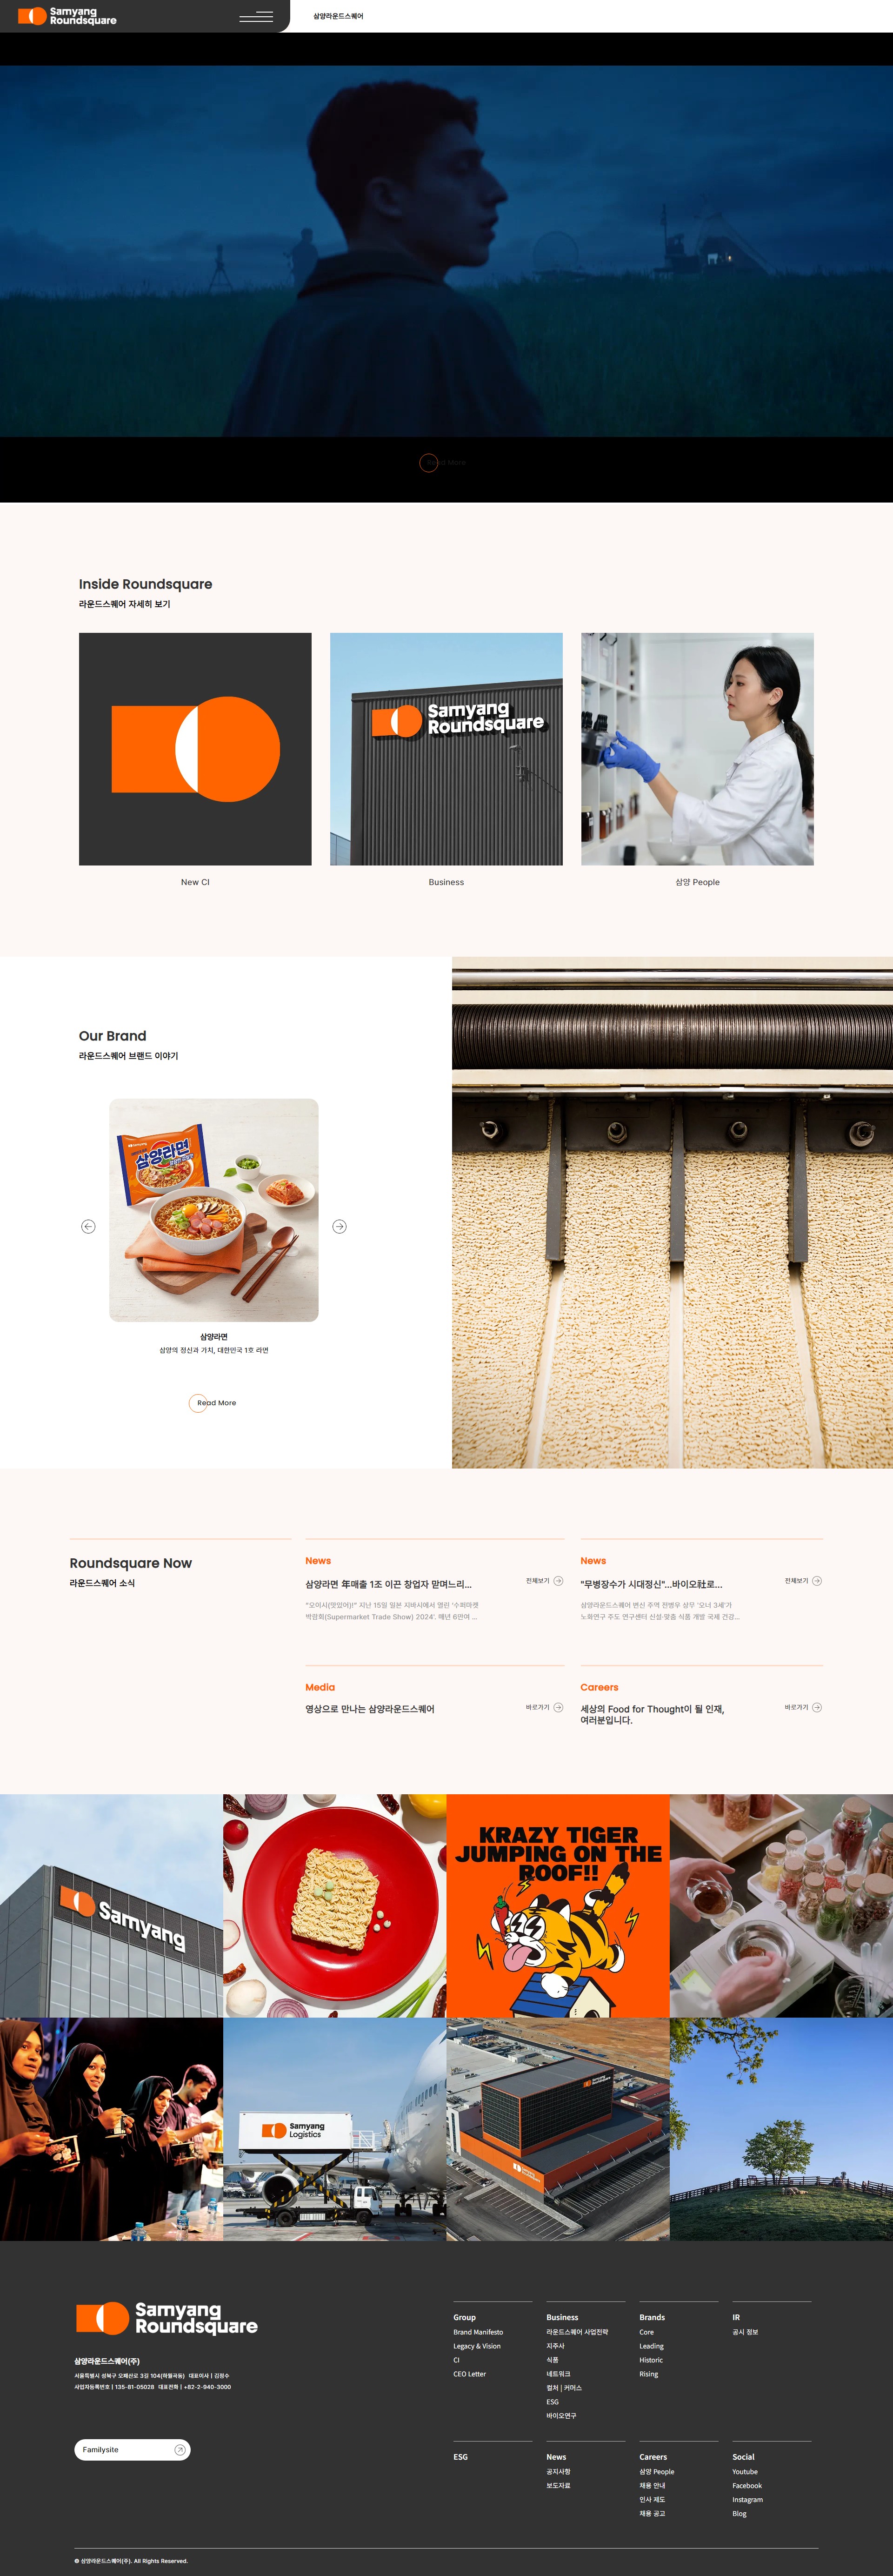 Samyang
Roundsquare
삼양라운드스퀘어
Read More
Inside Roundsquare
라운드스퀘어 자세히 보기
Samyang
Roundsquare
New CI
Business
삼양 People
Our Brand
라운드스퀘어 브랜드 이야기
삼양라면
삼양라면
삼양의 정신과 가치, 대한민국 1호 라면
Read More
Roundsquare Now
라운드스퀘어 소식
News
삼양라면 年매출 1조 이끈 창업자 맏며느리...
전체보기
"오이시(맛있어)!" 지난 15일 일본 지바시에서 열린 '수퍼마켓
박람회(Supermarket Trade Show) 2024'. 매년 6만여 ...
News
"무병장수가 시대정신"…바이오社로...
전체보기
삼양라운드스퀘어 변신 주역 전병우 상무 '오너 3세'가
노화연구 주도 연구센터 신설·맞춤 식품 개발 국제 건강...
Media
영상으로 만나는 삼양라운드스퀘어
바로가기
Careers
세상의 Food for Thought이 될 인재,
여러분입니다.
바로가기
Samyang
KRAZY TIGER
JUMPING ON THE
ROOF!!
Samyang
Logistics
Samyang
Roundsquare
삼양라운드스퀘어(주)
서울특별시 성북구 오패산로 3길 104(하월곡동) 대표이사 | 김정수
사업자등록번호 | 135-81-05028 대표전화 | +82-2-940-3000
Familysite
Group
Brand Manifesto
Legacy & Vision
CI
CEO Letter
Business
라운드스퀘어 사업전략
지주사
식품
네트워크
컬처 | 커머스
ESG
바이오연구
Brands
Core
Leading
Historic
Rising
IR
공시 정보
ESG
News
공지사항
보도자료
Careers
삼양 People
채용 안내
인사 제도
채용 공고
Social
Youtube
Facebook
Instagram
Blog
© 삼양라운드스퀘어(주). All Rights Reserved.